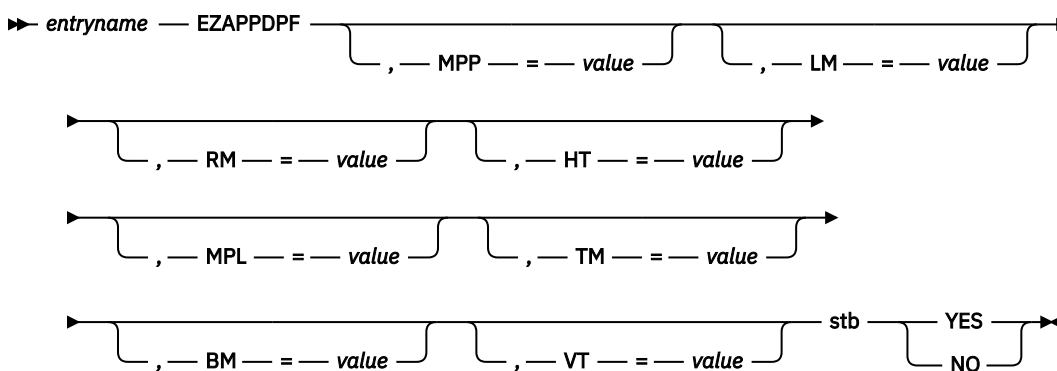 entryname EZAPPDPF
, MPP = value , LM = value
, RM = value , HT = value
, MPL = value , TM = value
stb YES
, BM = value , VT = value NO